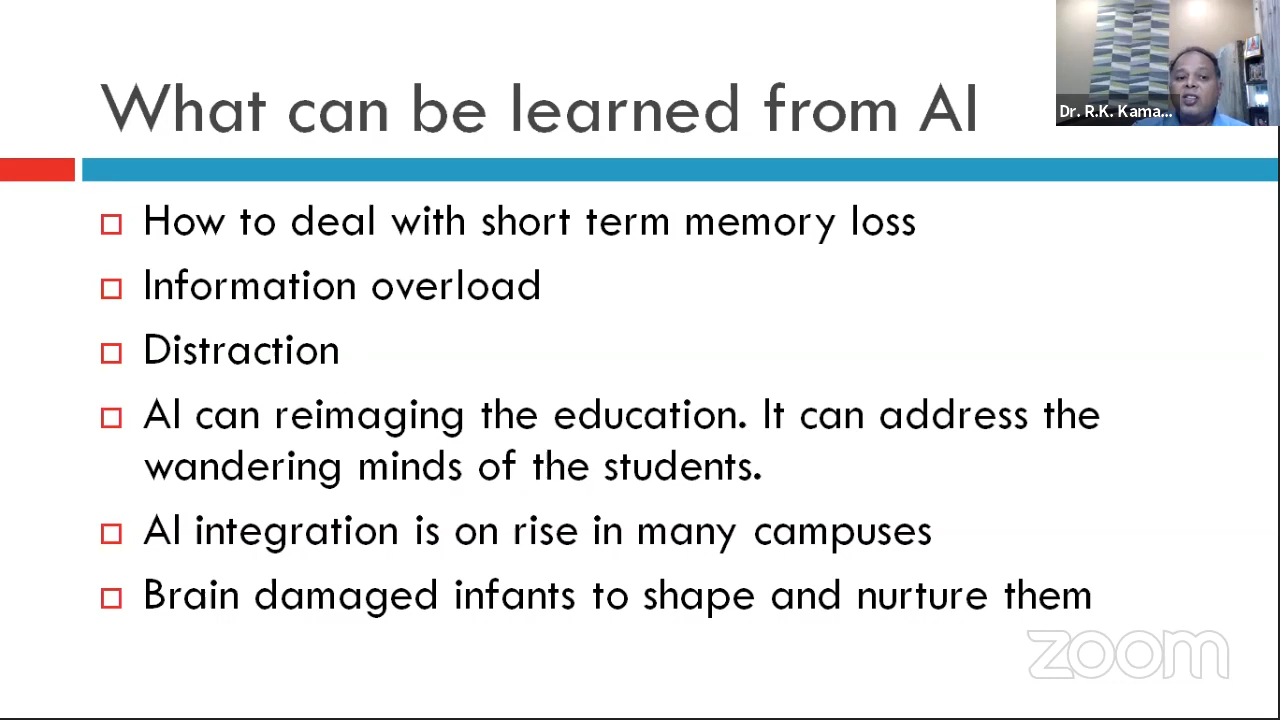 What can be learned from AI
Dr. R.K. Kama...
How to deal with short term memory loss
Information overload
Distraction
AI can reimaging the education. It can address the
wandering minds of the students.
AI integration is on rise in many campuses
Brain damaged infants to shape and nurture them
zoom